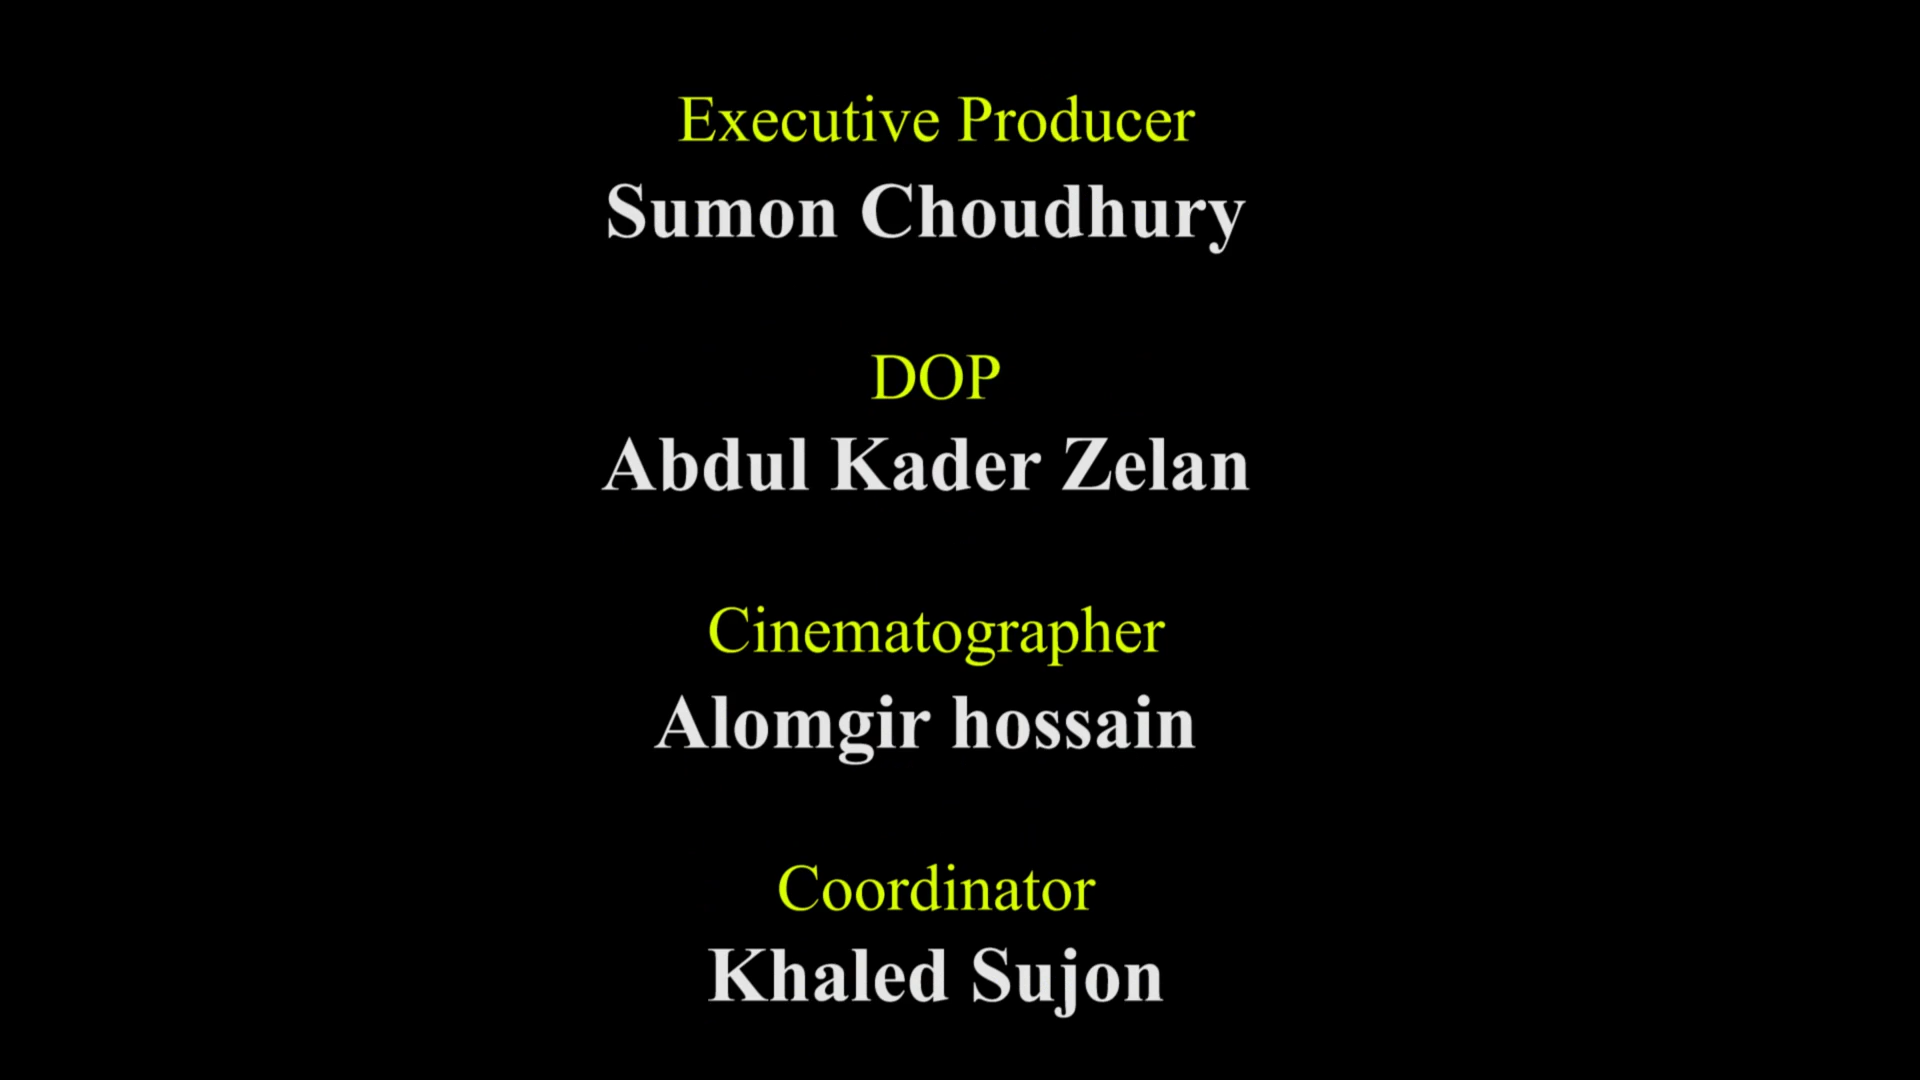 Executive Producer
Sumon Choudhury
DOP
Abdul Kader Zelan
Cinematographer
Alomgir hossain
Coordinator
Khaled Sujon